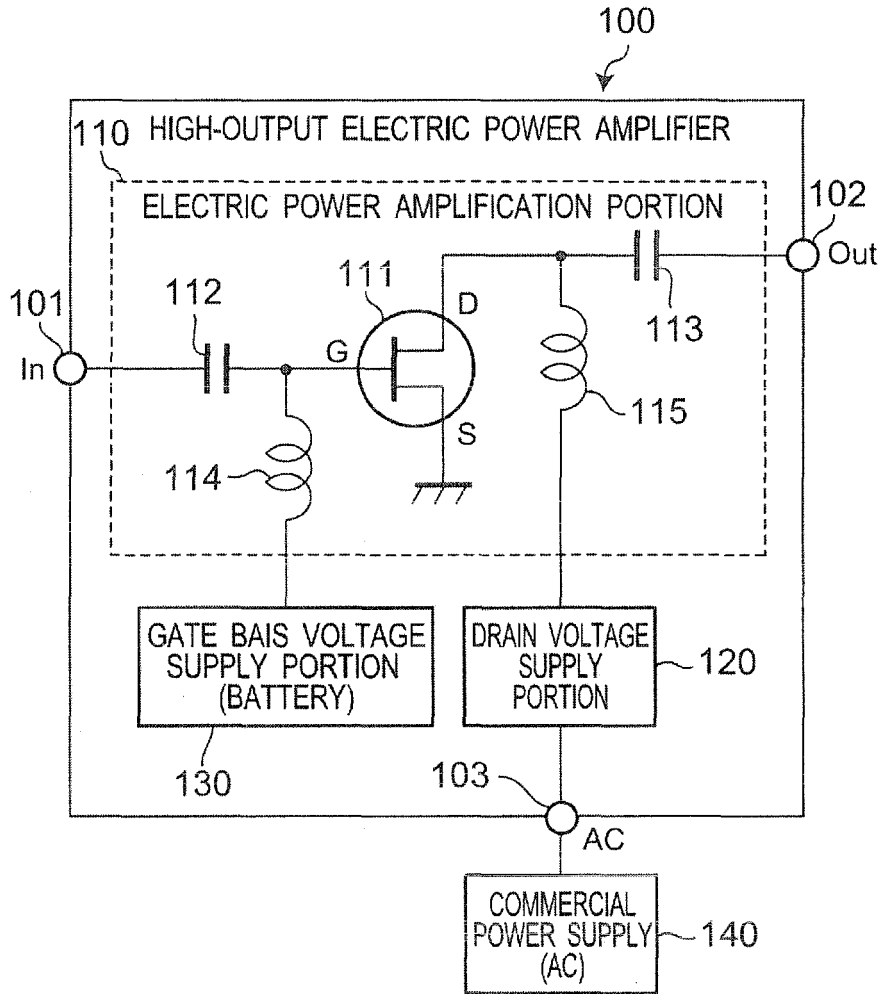 100
HIGH-OUTPUT ELECTRIC POWER AMPLIFIER
110
ELECTRIC POWER AMPLIFICATION PORTION
102
Out
101
In
112
111
G
D
S
113
114
115
GATE BAIS VOLTAGE
SUPPLY PORTION
(BATTERY)
130
DRAIN VOLTAGE
SUPPLY
PORTION
120
103
AC
COMMERCIAL
POWER SUPPLY
(AC)
140